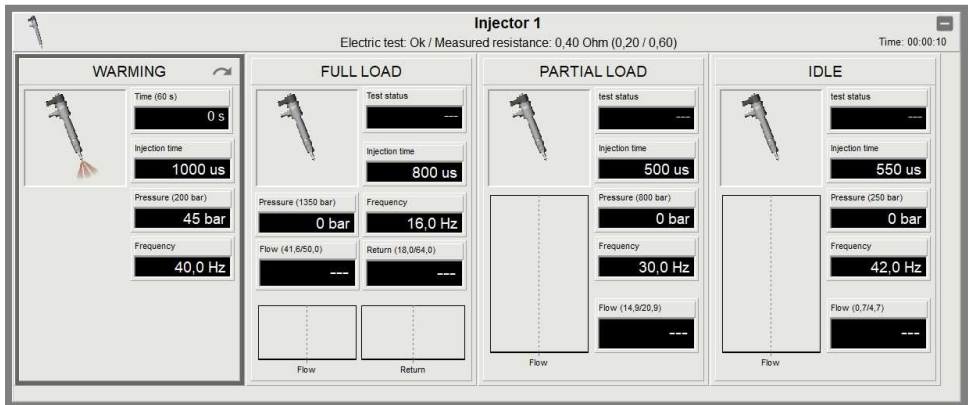 Injector 1
Electric test: Ok / Measured resistance: 0,40 Ohm (0,20 / 0,60)
Time: 00:00:10
WARMING
Time (60 s)
0 s
Injection time
1000 us
Pressure (200 bar)
45 bar
Frequency
40,0 Hz
FULL LOAD
Test status
---
Injection time
800 us
Pressure (1350 bar)
0 bar
Frequency
16,0 Hz
Flow (41,6/50,0)
---
Return (18,0/64,0)
---
Flow
Return
PARTIAL LOAD
test status
---
Injection time
500 us
Pressure (800 bar)
0 bar
Frequency
30,0 Hz
Flow (14,9/20,9)
---
Flow
IDLE
test status
---
Injection time
550 us
Pressure (250 bar)
0 bar
Frequency
42,0 Hz
Flow (0,7/4,7)
---
Flow